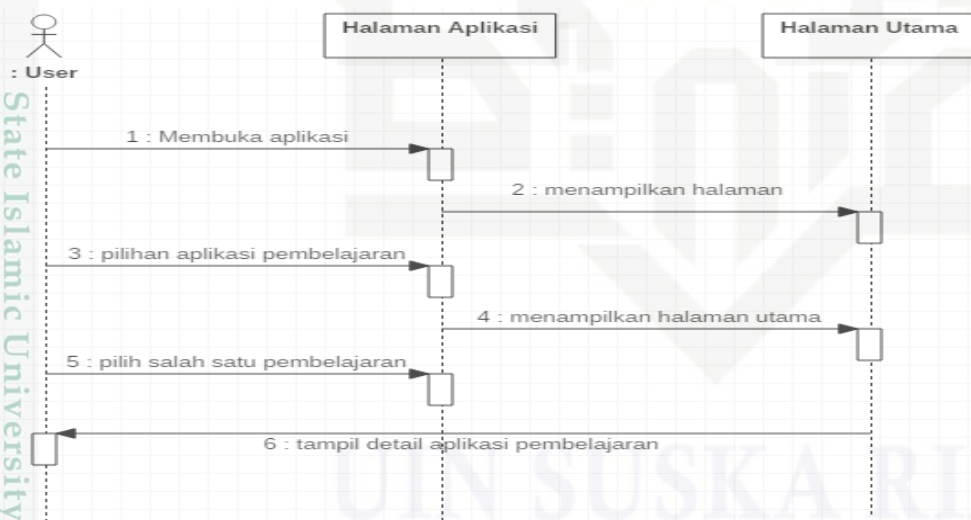 Halaman Aplikasi
Halaman Utama
: User
1 : Membuka aplikasi
2 : menampilkan halaman
3 : pilihan aplikasi pembelajaran
4 : menampilkan halaman utama
5 : pilih salah satu pembelajaran
6 : tampil detail aplikasi pembelajaran
State Islamic University
UIN SUSKA RI